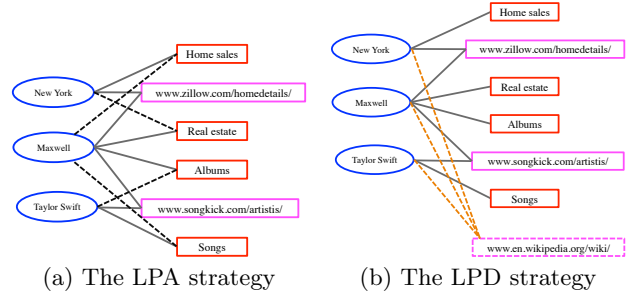 Home sales
New York
www.zillow.com/homedetails/
Real estate
Maxwell
Albums
Taylor Swift
www.songkick.com/artistis/
Songs
(a) The LPA strategy
Home sales
New York
www.zillow.com/homedetails/
Real estate
Maxwell
Albums
Taylor Swift
www.songkick.com/artistis/
Songs
www.en.wikipedia.org/wiki/
(b) The LPD strategy